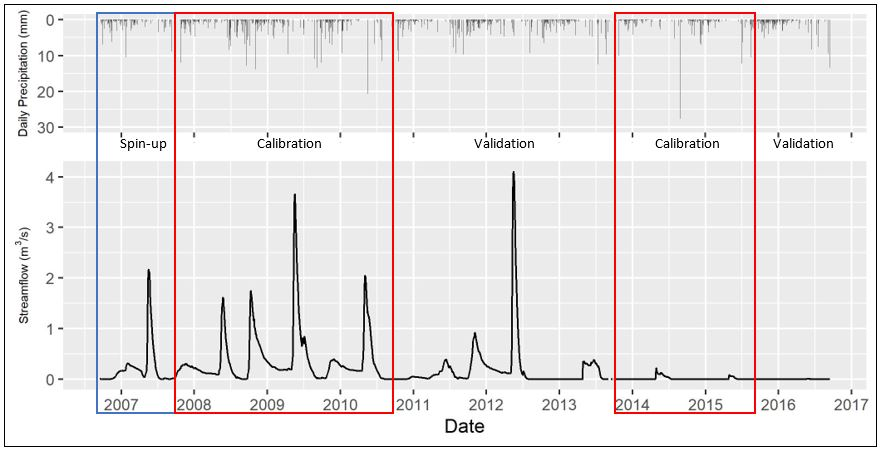 Daily Precipitation (mm)
0
10
20
30
Spin-up Calibration Validation Calibration Validation
Streamflow (m³/s)
4
3
2
1
0
2007 2008 2009 2010 2011 2012 2013 2014 2015 2016 2017
Date